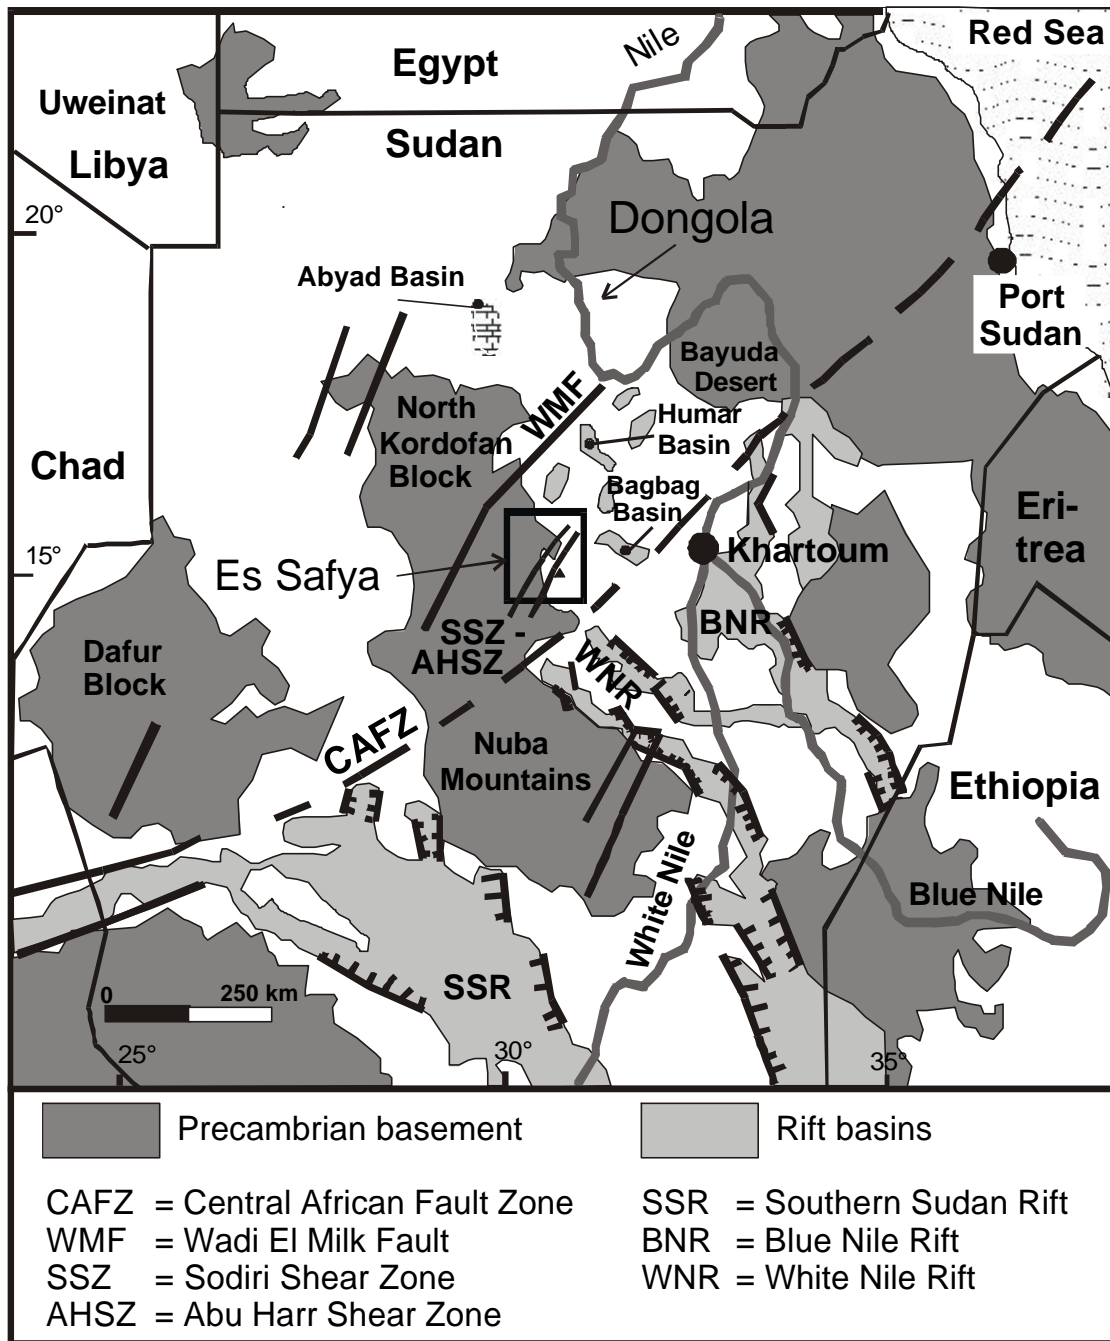 Nile
Red Sea
Egypt
Uweinat
Sudan
Libya
20°
Dongola
Abyad Basin
Port
Sudan
Bayuda
Desert
WMF
North
Kordofan
Block
Humar
Basin
Chad
Bagbag
Basin
Eri-
trea
15°
Khartoum
Es Safya
SSZ -
AHSZ
BNR
Dafur
Block
WNR
CAFZ
Nuba
Mountains
Ethiopia
White Nile
Blue Nile
SSR
0 250 km
25°
30°
35°
Precambrian basement
Rift basins
CAFZ = Central African Fault Zone
WMF = Wadi El Milk Fault
SSZ = Sodiri Shear Zone
AHSZ = Abu Harr Shear Zone
SSR = Southern Sudan Rift
BNR = Blue Nile Rift
WNR = White Nile Rift